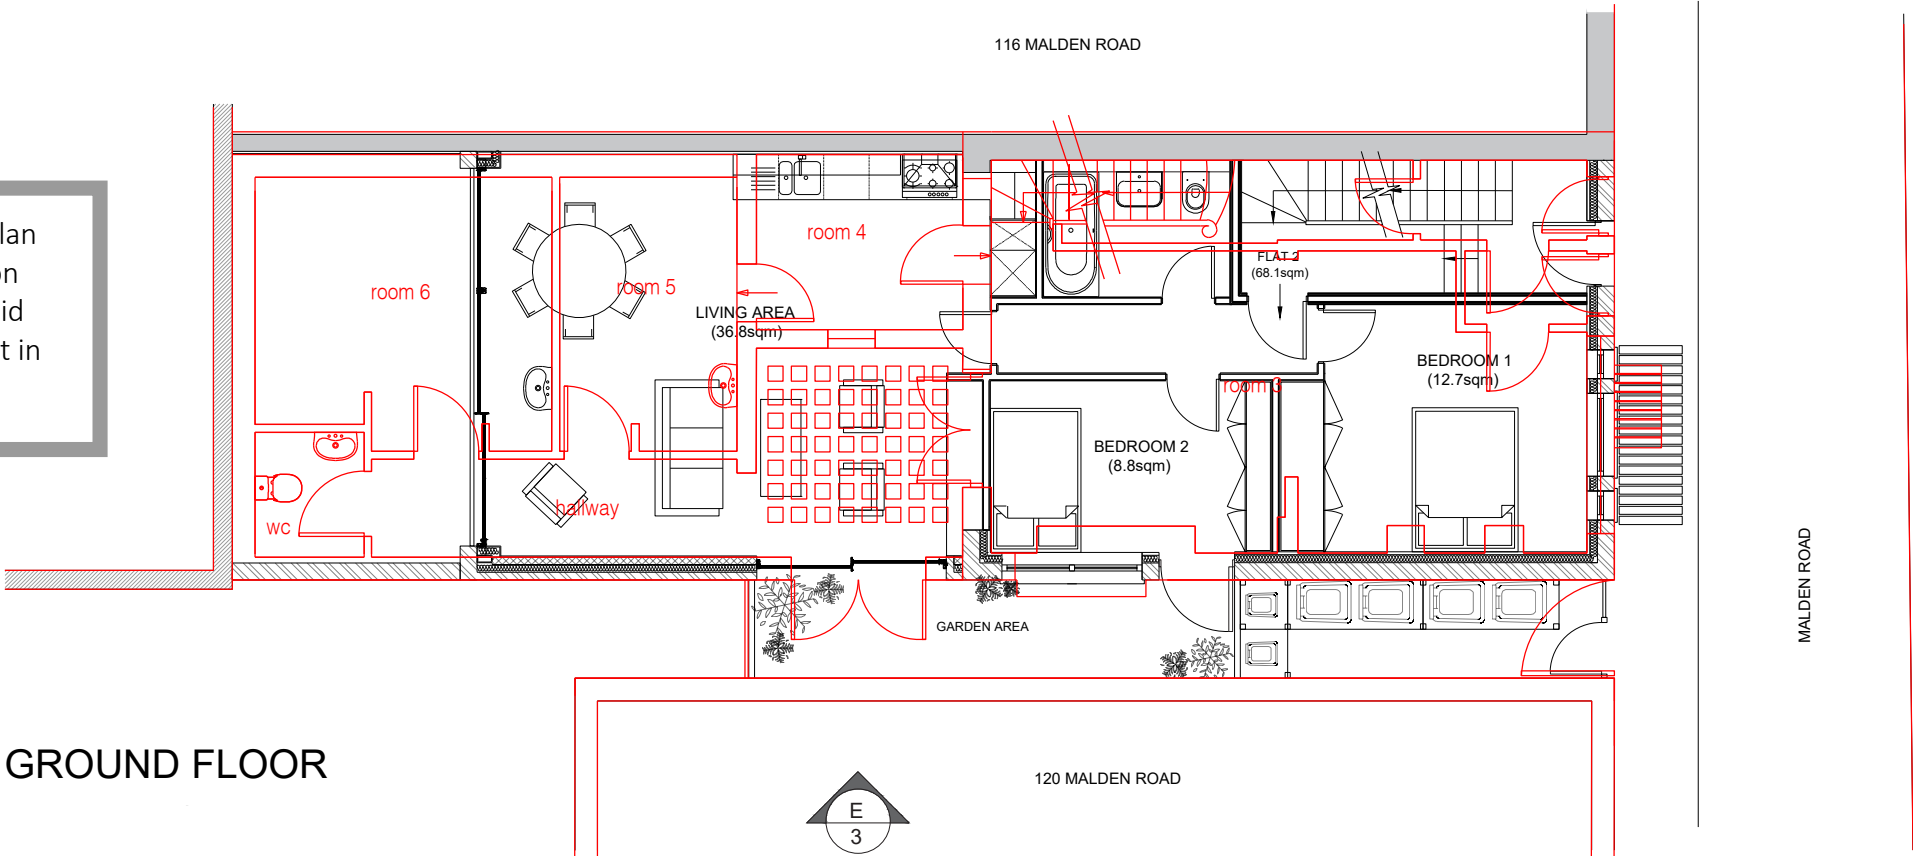 116 MALDEN ROAD
lan
on
id
t in
room 4
room 6
room 5
LIVING AREA
(36.8sqm)
FLAT 2
(68.1sqm)
BEDROOM 1
(12.7sqm)
room 3
BEDROOM 2
(8.8sqm)
hallway
wc
GARDEN AREA
MALDEN ROAD
GROUND FLOOR
120 MALDEN ROAD
E
3